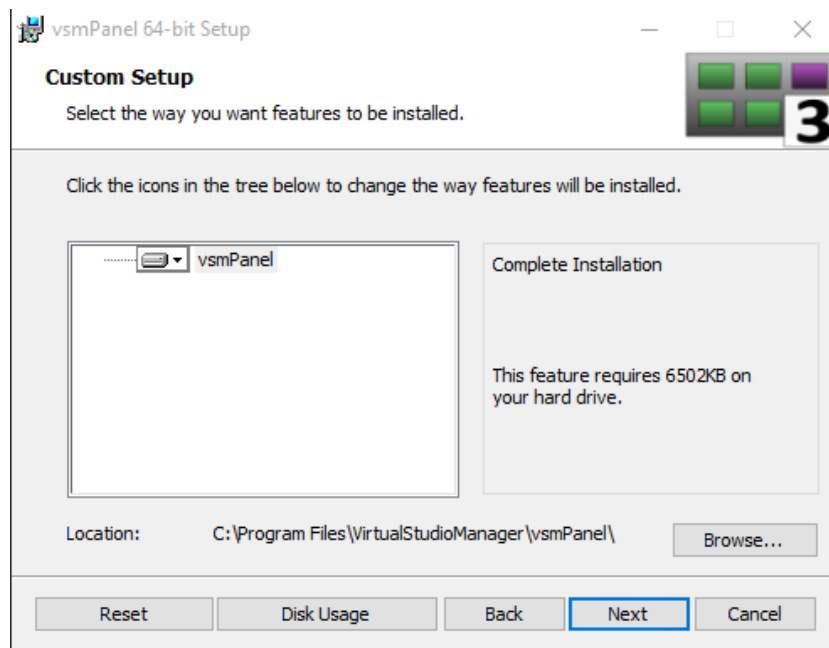 vsmPanel 64-bit Setup
Custom Setup
Select the way you want features to be installed.
3
Click the icons in the tree below to change the way features will be installed.
vsmPanel
Complete Installation
This feature requires 6502KB on
your hard drive.
Location: C:\Program Files\VirtualStudioManager\vsmPanel\ Browse...
Reset Disk Usage Back Next Cancel